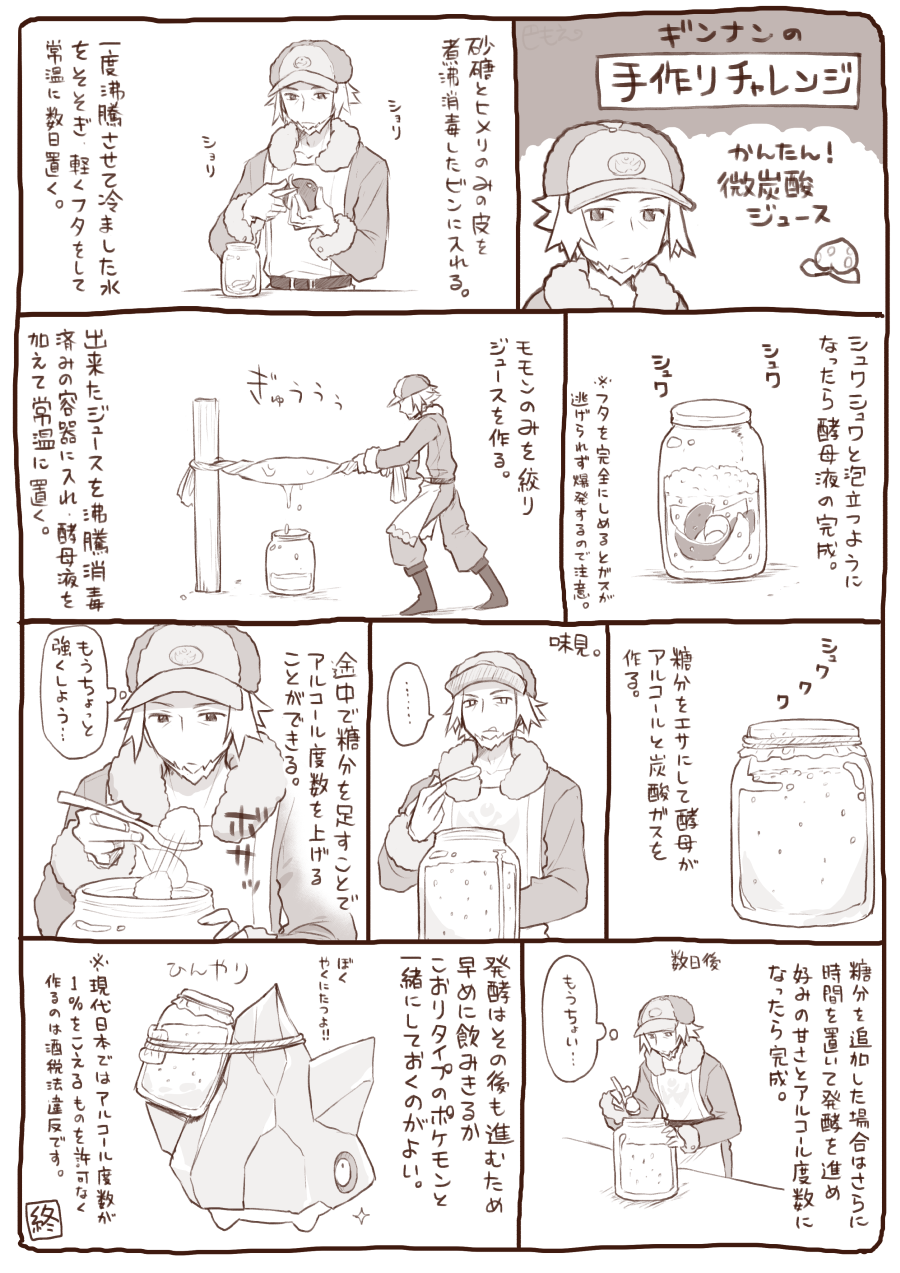 ギンナンの
手作りチャレンジ
かんたん!
微炭酸
ジュース
砂糖とヒメリのみの皮を
煮沸消毒したビンに入れる。
ショリ
ショリ
一度沸騰させて冷ました水
をそそぎ、軽くフタをして
常温に数日置く。
シュワシュワと泡立つように
なったら酵母液の完成。
シュワ
シュワ
※フタを完全にしめるとガスが
逃げられず爆発するので注意。
モモンのみを絞り
ジュースを作る。
ぎゅううぅ
出来たジュースを沸騰消毒
済みの容器に入れ、酵母液を
加えて常温に置く。
シュワ
ワ
ク
糖分をエサにして酵母が
アルコールと炭酸ガスを
作る。
味見。
……
途中で糖分を足すことで
アルコール度数を上げる
ことができる。
もうちょっと
強くしよう…
ボササ
糖分を追加した場合はさらに
時間を置いて発酵を進め
好みの甘さとアルコール度数に
なったら完成。
数日後
もうちょい…
発酵はその後も進むため
早めに飲みきるか
こおりタイプのポケモンと
一緒にしておくのがよい。
ぼく
やくにたつよ!!
ひんやり
※現代日本ではアルコール度数が
1%をこえるものを許可なく
作るのは酒税法違反です。
終